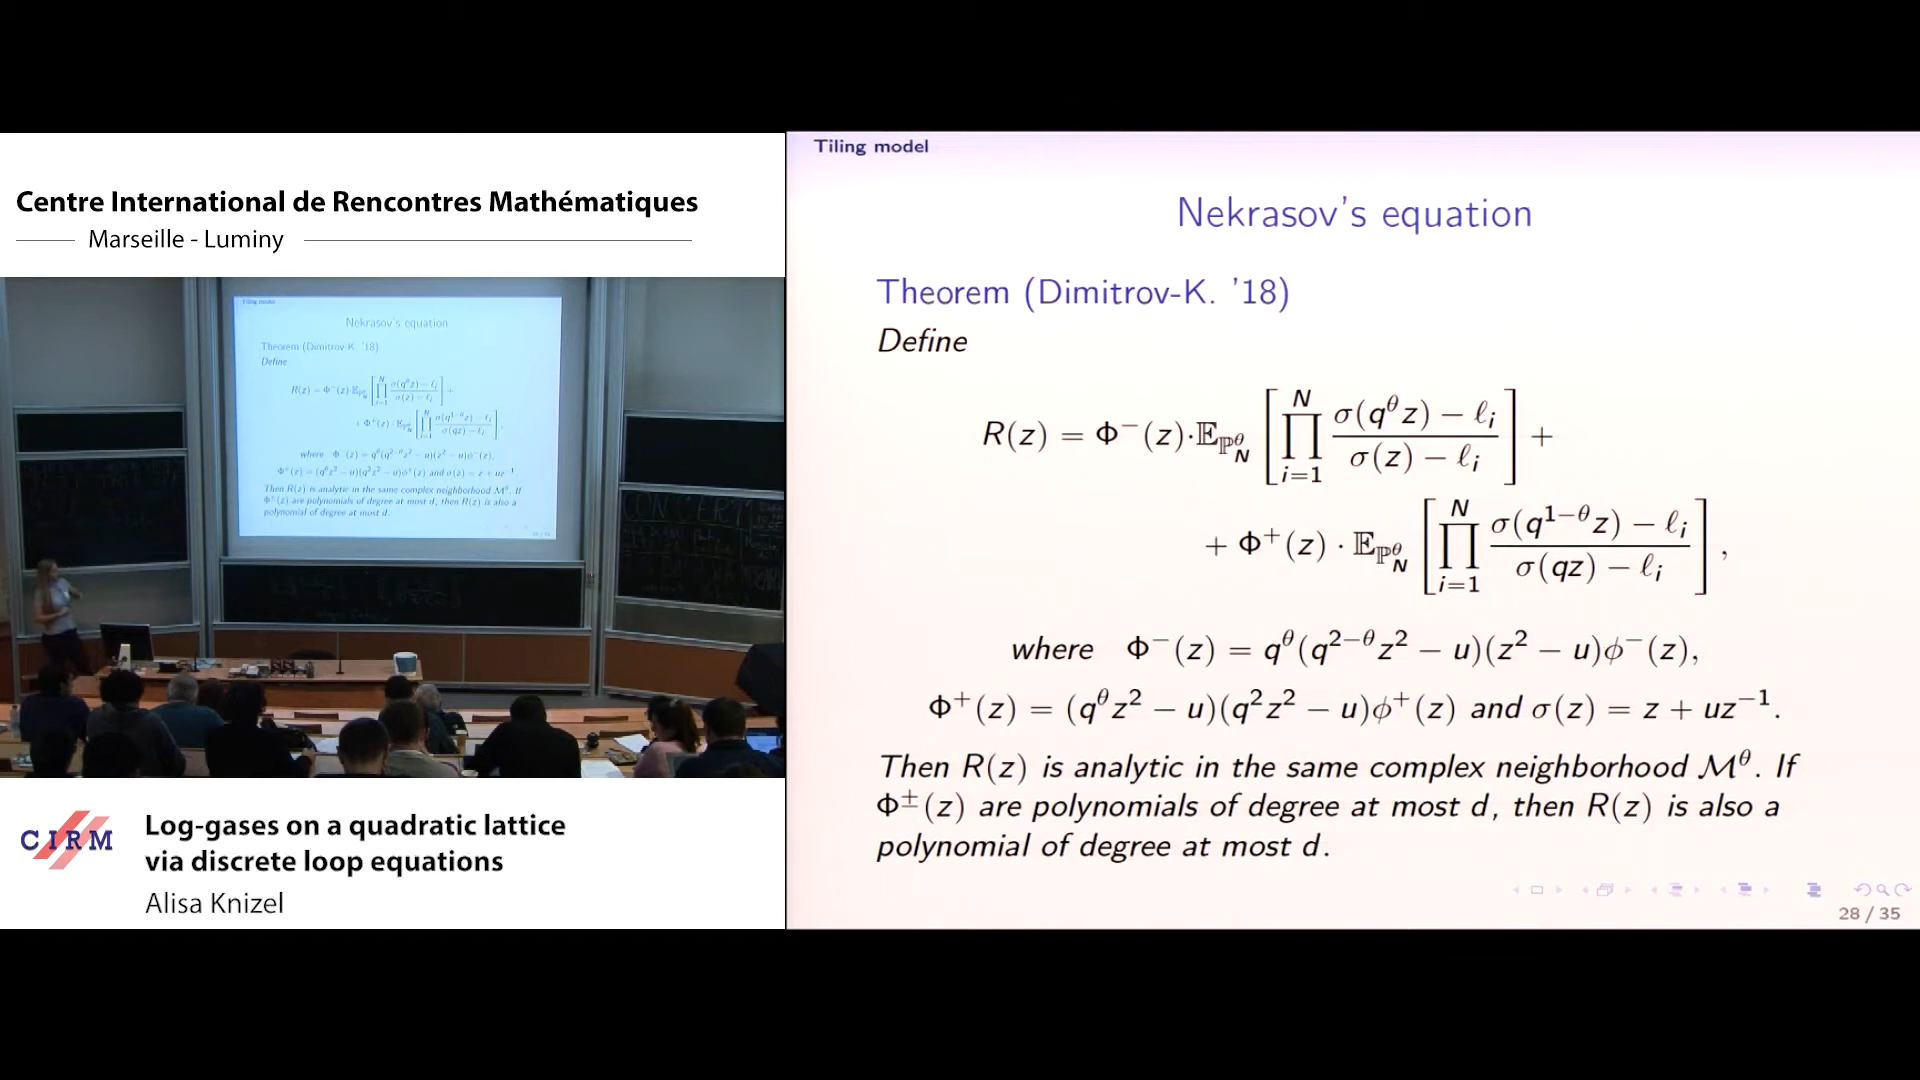 Centre International de Rencontres Mathématiques
Marseille - Luminy
Tiling model
Nekrasov's equation
Theorem (Dimitrov-K. '18)
Define
R(z) = Φ⁻(z)·𝔼_{ℙ^θ_N} [ ∏_{i=1}^{N} (σ(q^θ z) − ℓ_i) / (σ(z) − ℓ_i) ] +
+ Φ⁺(z) · 𝔼_{ℙ^θ_N} [ ∏_{i=1}^{N} (σ(q^{1−θ} z) − ℓ_i) / (σ(qz) − ℓ_i) ] ,
where Φ⁻(z) = q^θ(q^{2−θ}z² − u)(z² − u)ϕ⁻(z),
Φ⁺(z) = (q^θ z² − u)(q²z² − u)ϕ⁺(z) and σ(z) = z + uz⁻¹.
Then R(z) is analytic in the same complex neighborhood ℳ^θ. If
Φ^±(z) are polynomials of degree at most d, then R(z) is also a
polynomial of degree at most d.
28 / 35
CIRM
Log-gases on a quadratic lattice
via discrete loop equations
Alisa Knizel